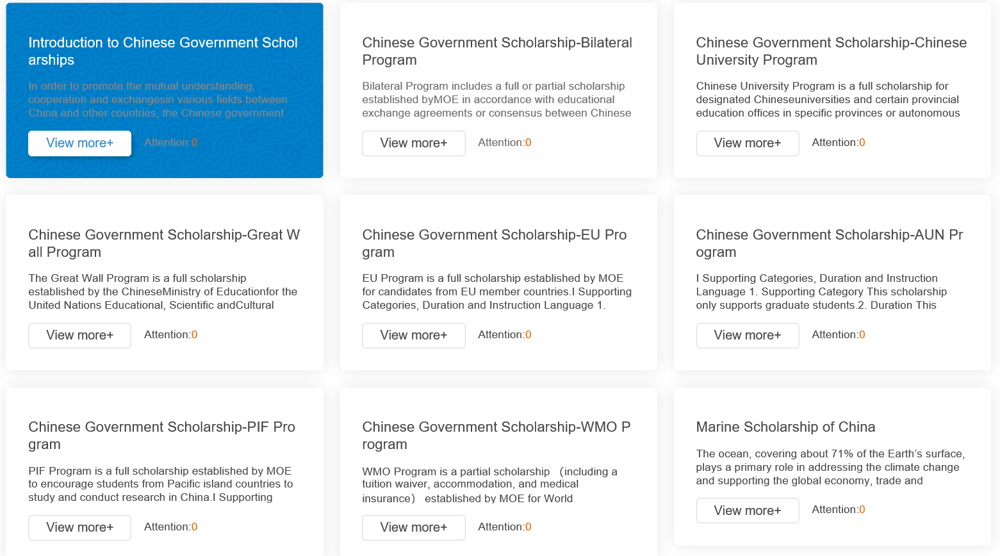 Introduction to Chinese Government Schol
arships
In order to promote the mutual understanding,
cooperation and exchangesin various fields between
China and other countries, the Chinese government
View more+
Attention:0
Chinese Government Scholarship-Bilateral
Program
Bilateral Program includes a full or partial scholarship
established byMOE in accordance with educational
exchange agreements or consensus between Chinese
View more+
Attention:0
Chinese Government Scholarship-Chinese
University Program
Chinese University Program is a full scholarship for
designated Chineseuniversities and certain provincial
education offices in specific provinces or autonomous
View more+
Attention:0
Chinese Government Scholarship-Great W
all Program
The Great Wall Program is a full scholarship
established by the ChineseMinistry of Educationfor the
United Nations Educational, Scientific andCultural
View more+
Attention:0
Chinese Government Scholarship-EU Pro
gram
EU Program is a full scholarship established by MOE
for candidates from EU member countries.I Supporting
Categories, Duration and Instruction Language 1.
View more+
Attention:0
Chinese Government Scholarship-AUN Pr
ogram
I Supporting Categories, Duration and Instruction
Language 1. Supporting Category This scholarship
only supports graduate students.2. Duration This
View more+
Attention:0
Chinese Government Scholarship-PIF Pro
gram
PIF Program is a full scholarship established by MOE
to encourage students from Pacific island countries to
study and conduct research in China.I Supporting
View more+
Attention:0
Chinese Government Scholarship-WMO P
rogram
WMO Program is a partial scholarship （including a
tuition waiver, accommodation, and medical
insurance） established by MOE for World
View more+
Attention:0
Marine Scholarship of China
The ocean, covering about 71% of the Earth’s surface,
plays a primary role in addressing the climate change
and supporting the global economy, trade and
View more+
Attention:0